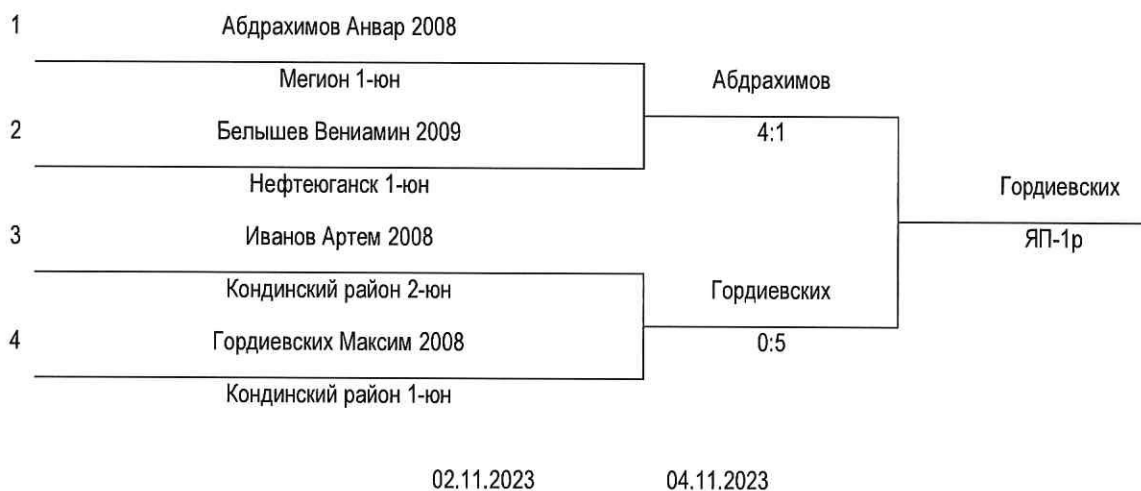 1 Абдрахимов Анвар 2008
Мегион 1-юн
Абдрахимов
2 Белышев Вениамин 2009
4:1
Нефтеюганск 1-юн
Гордиевских
3 Иванов Артем 2008
ЯП-1р
Кондинский район 2-юн
Гордиевских
4 Гордиевских Максим 2008
0:5
Кондинский район 1-юн
02.11.2023 04.11.2023